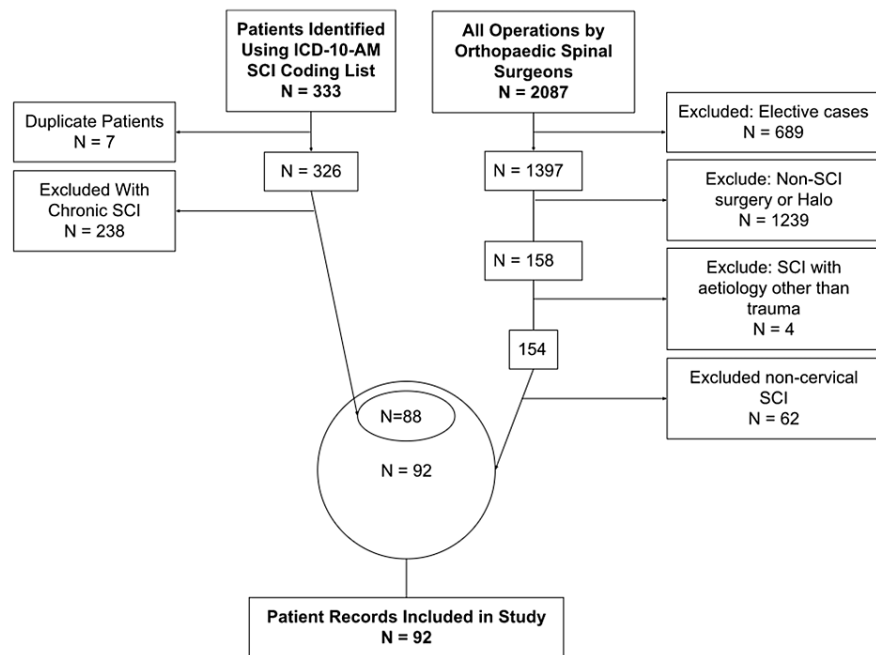 Patients Identified
Using ICD-10-AM
SCI Coding List
N = 333
Duplicate Patients
N = 7
N = 326
Excluded With
Chronic SCI
N = 238
All Operations by
Orthopaedic Spinal
Surgeons
N = 2087
Excluded: Elective cases
N = 689
N = 1397
Exclude: Non-SCI
surgery or Halo
N = 1239
N = 158
Exclude: SCI with
aetiology other than
trauma
N = 4
154
Excluded non-cervical
SCI
N = 62
N=88
N = 92
Patient Records Included in Study
N = 92